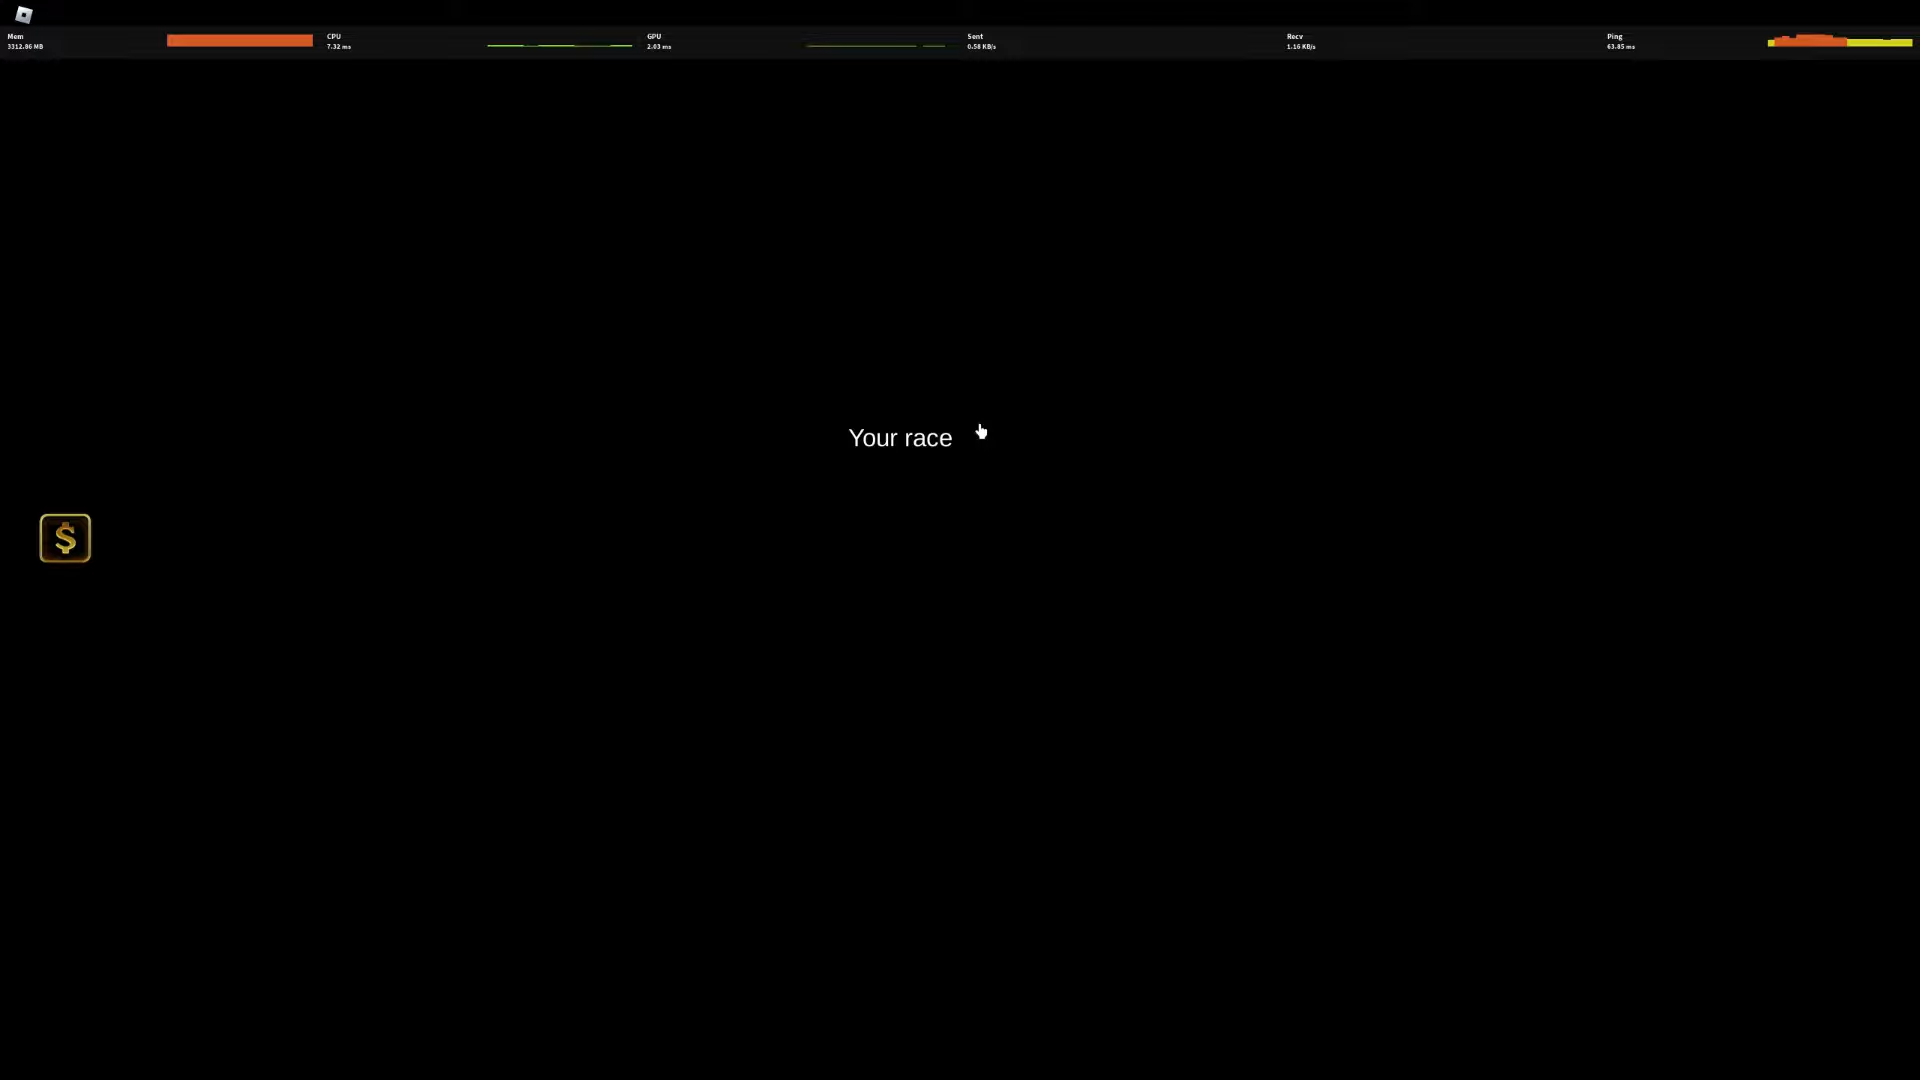 Mem
3312.86 MB
CPU
7.32 ms
GPU
2.03 ms
Sent
0.58 KB/s
Recv
1.16 KB/s
Ping
63.85 ms
Your race
$